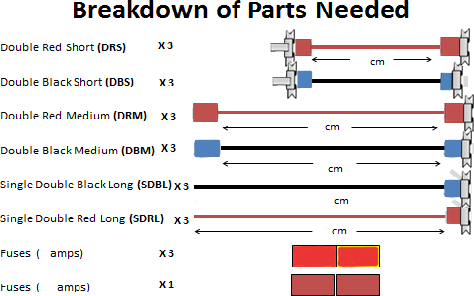 Breakdown of Parts Needed
Double Red Short (DRS) X 3
cm
Double Black Short (DBS) X 3
Double Red Medium (DRM) X 3
cm
Double Black Medium (DBM) X 3
cm
Single Double Black Long (SDBL) X 3
cm
Single Double Red Long (SDRL) X 3
cm
Fuses ( amps) X 3
Fuses ( amps) X 1